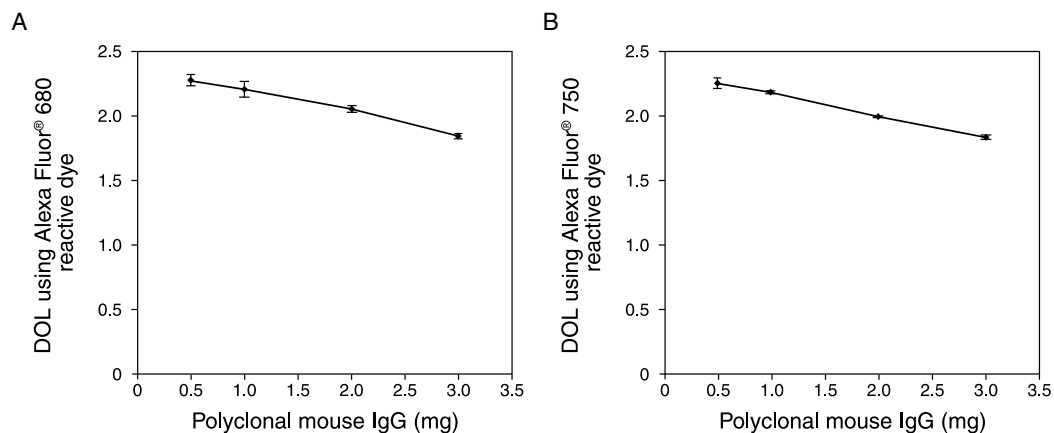 A
DOL using Alexa Fluor® 680
reactive dye
2.5
2.0
1.5
1.0
0.5
0
0 0.5 1.0 1.5 2.0 2.5 3.0 3.5
Polyclonal mouse IgG (mg)
B
DOL using Alexa Fluor® 750
reactive dye
2.5
2.0
1.5
1.0
0.5
0
0 0.5 1.0 1.5 2.0 2.5 3.0 3.5
Polyclonal mouse IgG (mg)